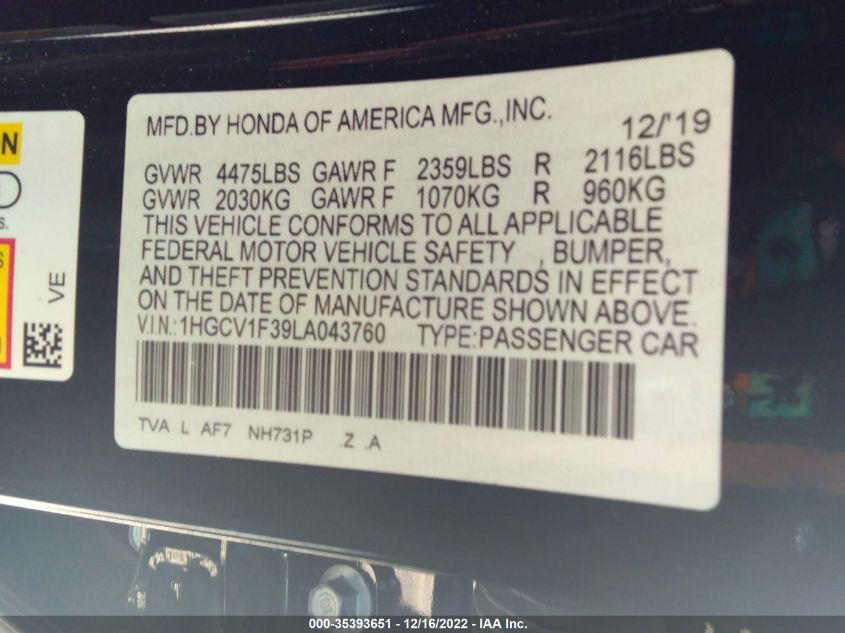 MFD.BY HONDA OF AMERICA MFG.,INC. 12/'19
GVWR 4475LBS GAWR F 2359LBS R 2116LBS
GVWR 2030KG GAWR F 1070KG R 960KG
THIS VEHICLE CONFORMS TO ALL APPLICABLE
FEDERAL MOTOR VEHICLE SAFETY , BUMPER,
AND THEFT PREVENTION STANDARDS IN EFFECT
ON THE DATE OF MANUFACTURE SHOWN ABOVE.
V.I.N.:1HGCV1F39LA043760 TYPE:PASSENGER CAR
TVA L AF7 NH731P .Z .A
VE
000-35393651 / 12/16/2022 - IAA Inc.